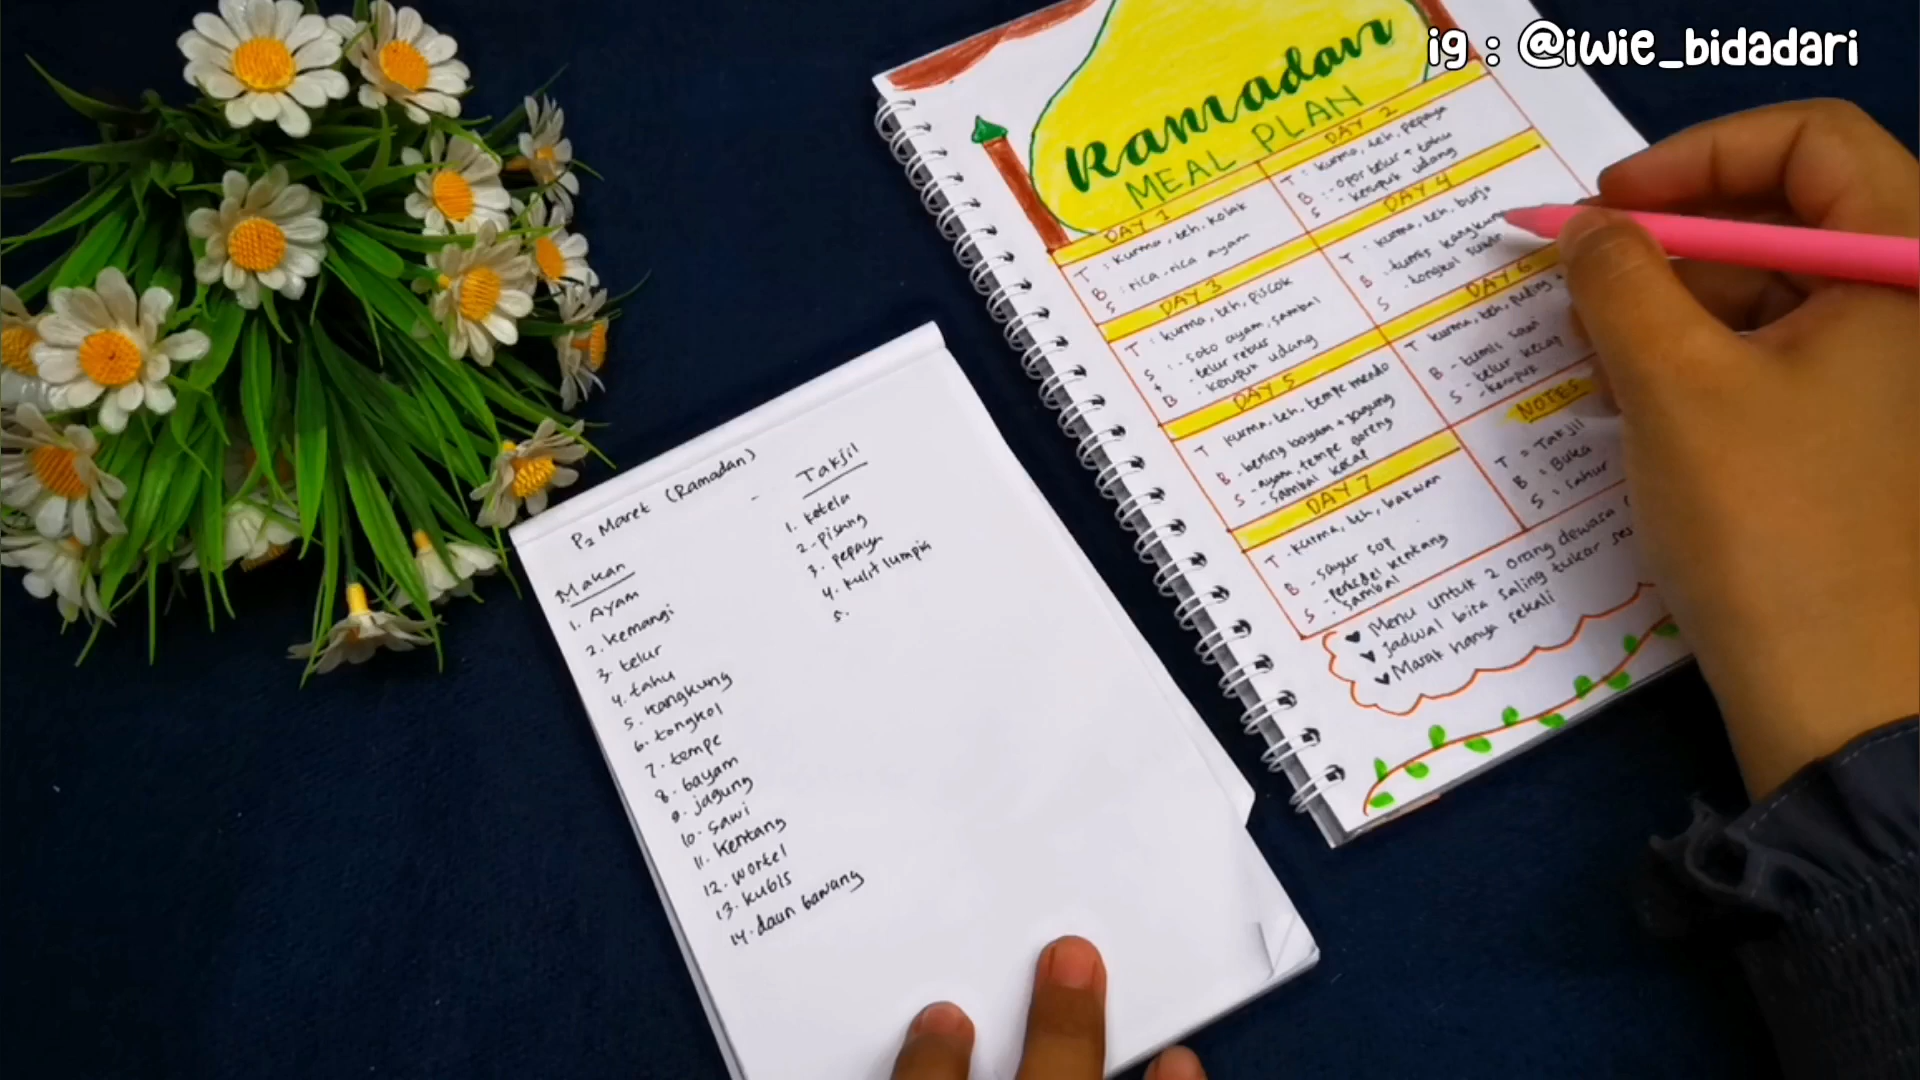 ig : @iwie_bidadari
Ramadan
MEAL PLAN
DAY 1
T : kurma, teh, kolak
B : rica-rica ayam
S
DAY 2
T : kurma, teh, pepaya
B : - opor telur + tahu
S - kerupuk udang
DAY 3
T : kurma, teh, piscok
S : - soto ayam, sambal
+ - telur rebus
B - kerupuk udang
DAY 4
T : kurma, teh, burjo
B - tumis kangkung
S - tongkol suwir
DAY 5
T kurma, teh, tempe mendo
B - bening bayam + jagung
S - ayam, tempe goreng
- sambal kecap
DAY 6
T kurma, teh, puding +
B - tumis sawi
S - telur kecap
- kerupuk
DAY 7
T - kurma, teh, bakwan
B - sayur sop
S - perkedel kentang
- sambal
NOTES
T = Takjil
B = Buka
S = sahur
Menu untuk 2 orang dewasa
Jadwal bisa saling tukar
Masak hanya sekali
P2 Maret (Ramadan)
Makan
1. Ayam
2. kemangi
3. telur
4. tahu
5. kangkung
6. tongkol
7. tempe
8. bayam
9. jagung
10. sawi
11. kentang
12. wortel
13. kubis
14. daun bawang
- Takjil
1. ketela
2. pisang
3. pepaya
4. kulit lumpia
5.